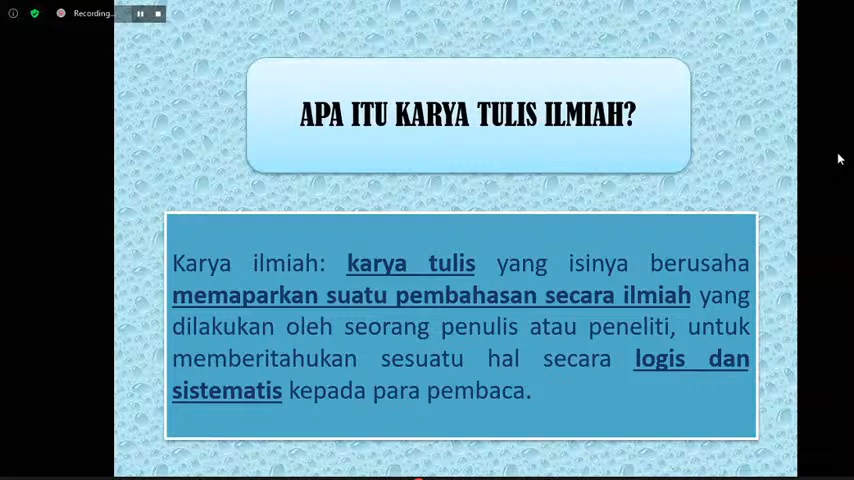 Recording...
APA ITU KARYA TULIS ILMIAH?
Karya ilmiah: karya tulis yang isinya berusaha
memaparkan suatu pembahasan secara ilmiah yang
dilakukan oleh seorang penulis atau peneliti, untuk
memberitahukan sesuatu hal secara logis dan
sistematis kepada para pembaca.